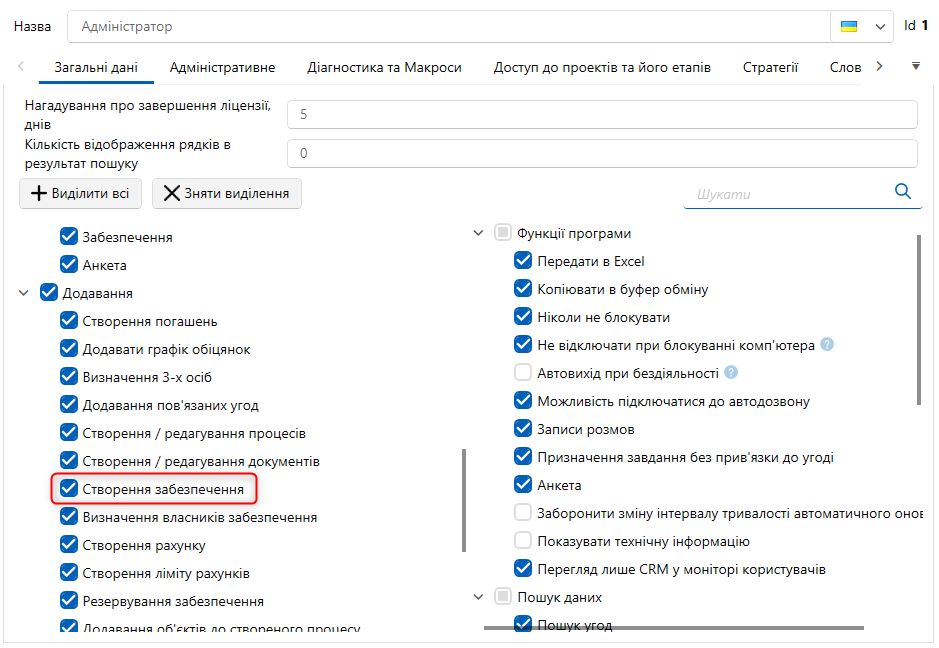 Назва Адміністратор Id 1
Загальні дані Адміністративне Діагностика та Макроси Доступ до проектів та його етапів Стратегії Слов
Нагадування про завершення ліцензії, днів 5
Кількість відображення рядків в результат пошуку 0
Виділити всі Зняти виділення Шукати
Забезпечення
Анкета
Додавання
Створення погашень
Додавати графік обіцянок
Визначення 3-х осіб
Додавання пов'язаних угод
Створення / редагування процесів
Створення / редагування документів
Створення забезпечення
Визначення власників забезпечення
Створення рахунку
Створення ліміту рахунків
Резервування забезпечення
Додавання об'єктів до створеного процесу
Функції програми
Передати в Excel
Копіювати в буфер обміну
Ніколи не блокувати
Не відключати при блокуванні комп'ютера ?
Автовихід при бездіяльності ?
Можливість підключатися до автодозвону
Записи розмов
Призначення завдання без прив'язки до угоді
Анкета
Заборонити зміну інтервалу тривалості автоматичного онов
Показувати технічну інформацію
Перегляд лише CRM у моніторі користувачів
Пошук даних
Пошук угод